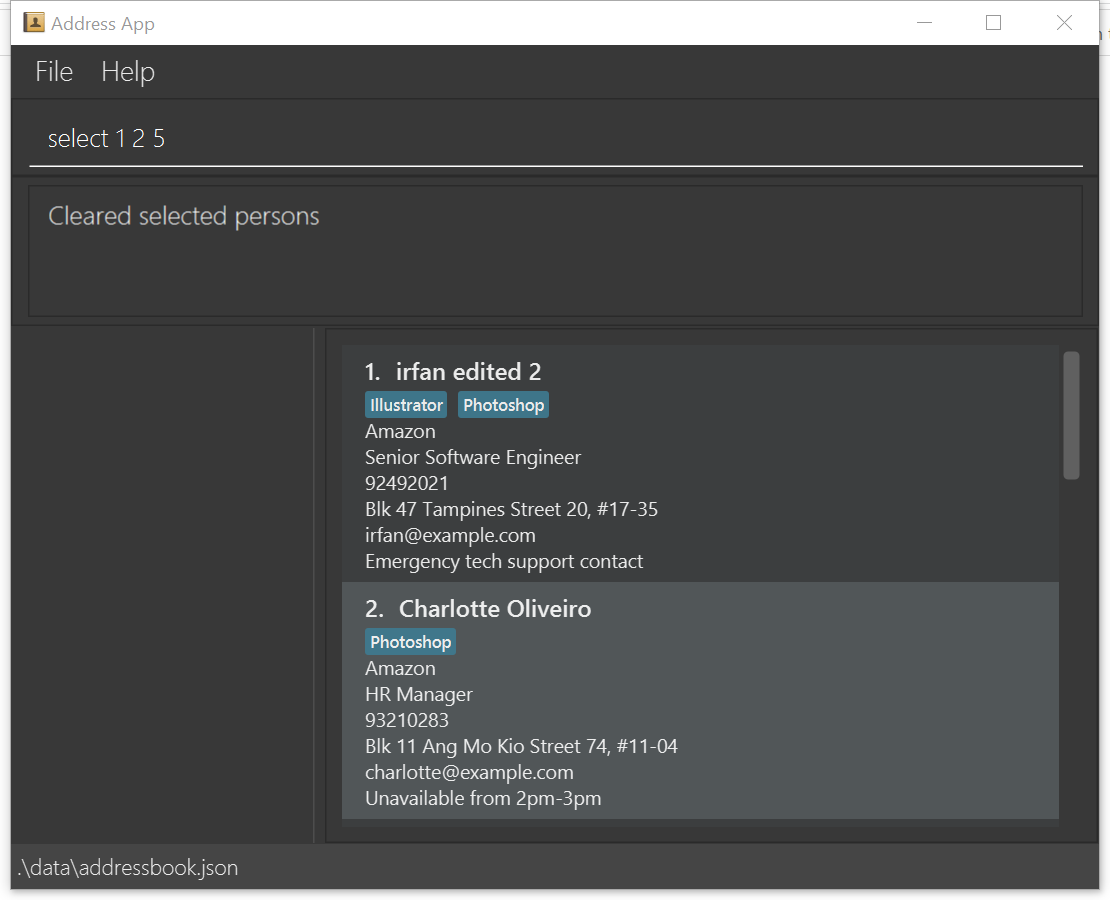 Address App
File Help
select 1 2 5
Cleared selected persons
1. irfan edited 2
Illustrator Photoshop
Amazon
Senior Software Engineer
92492021
Blk 47 Tampines Street 20, #17-35
irfan@example.com
Emergency tech support contact
2. Charlotte Oliveiro
Photoshop
Amazon
HR Manager
93210283
Blk 11 Ang Mo Kio Street 74, #11-04
charlotte@example.com
Unavailable from 2pm-3pm
.\data\addressbook.json